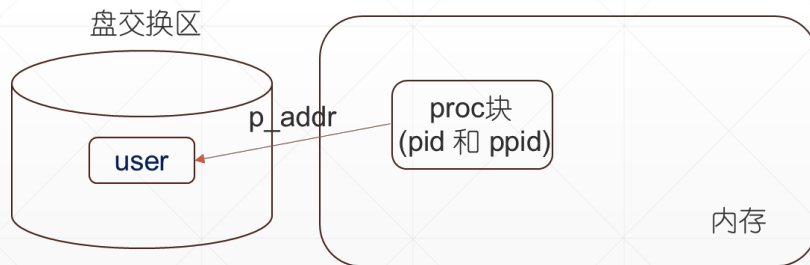 盘交换区
p_addr
proc块
(pid 和 ppid)
user
内存